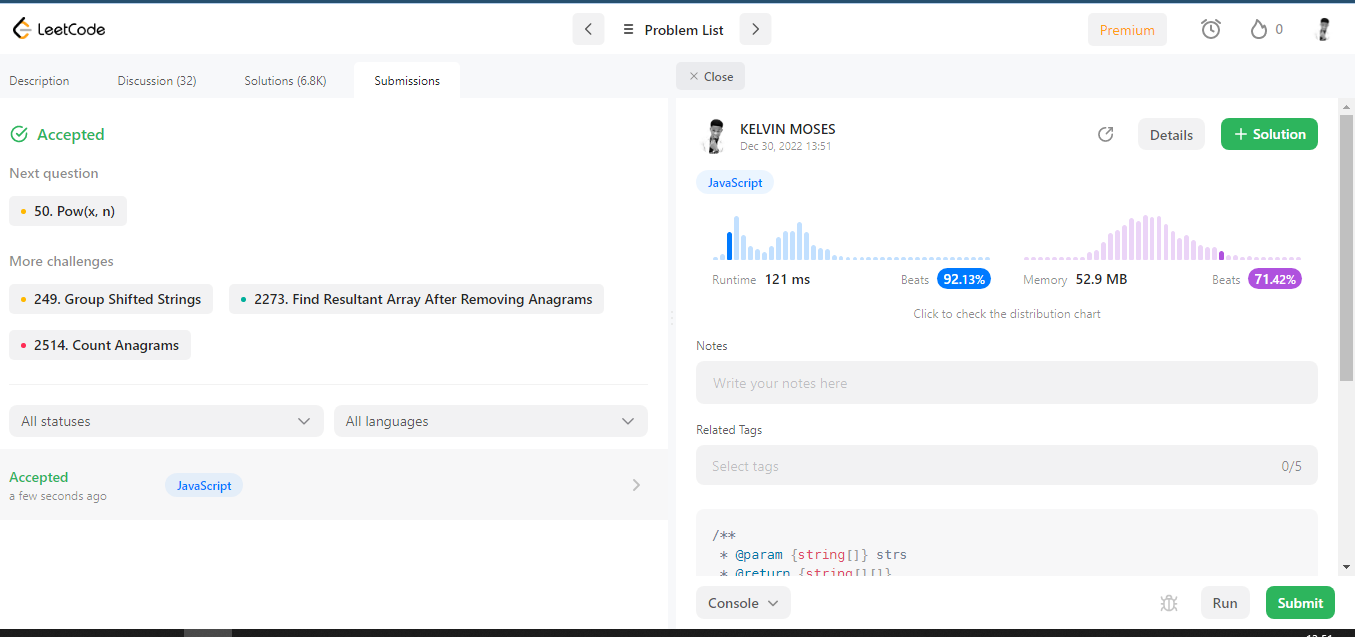 LeetCode
Problem List
Premium
0
Description
Discussion (32)
Solutions (6.8K)
Submissions
Close
Accepted
Next question
50. Pow(x, n)
More challenges
249. Group Shifted Strings
2273. Find Resultant Array After Removing Anagrams
2514. Count Anagrams
All statuses
All languages
Accepted
a few seconds ago
JavaScript
KELVIN MOSES
Dec 30, 2022 13:51
Details
+ Solution
JavaScript
Runtime 121 ms
Beats 92.13%
Memory 52.9 MB
Beats 71.42%
Click to check the distribution chart
Notes
Write your notes here
Related Tags
Select tags
0/5
/**
* @param {string[]} strs
* @return {string[][]}
Console
Run
Submit